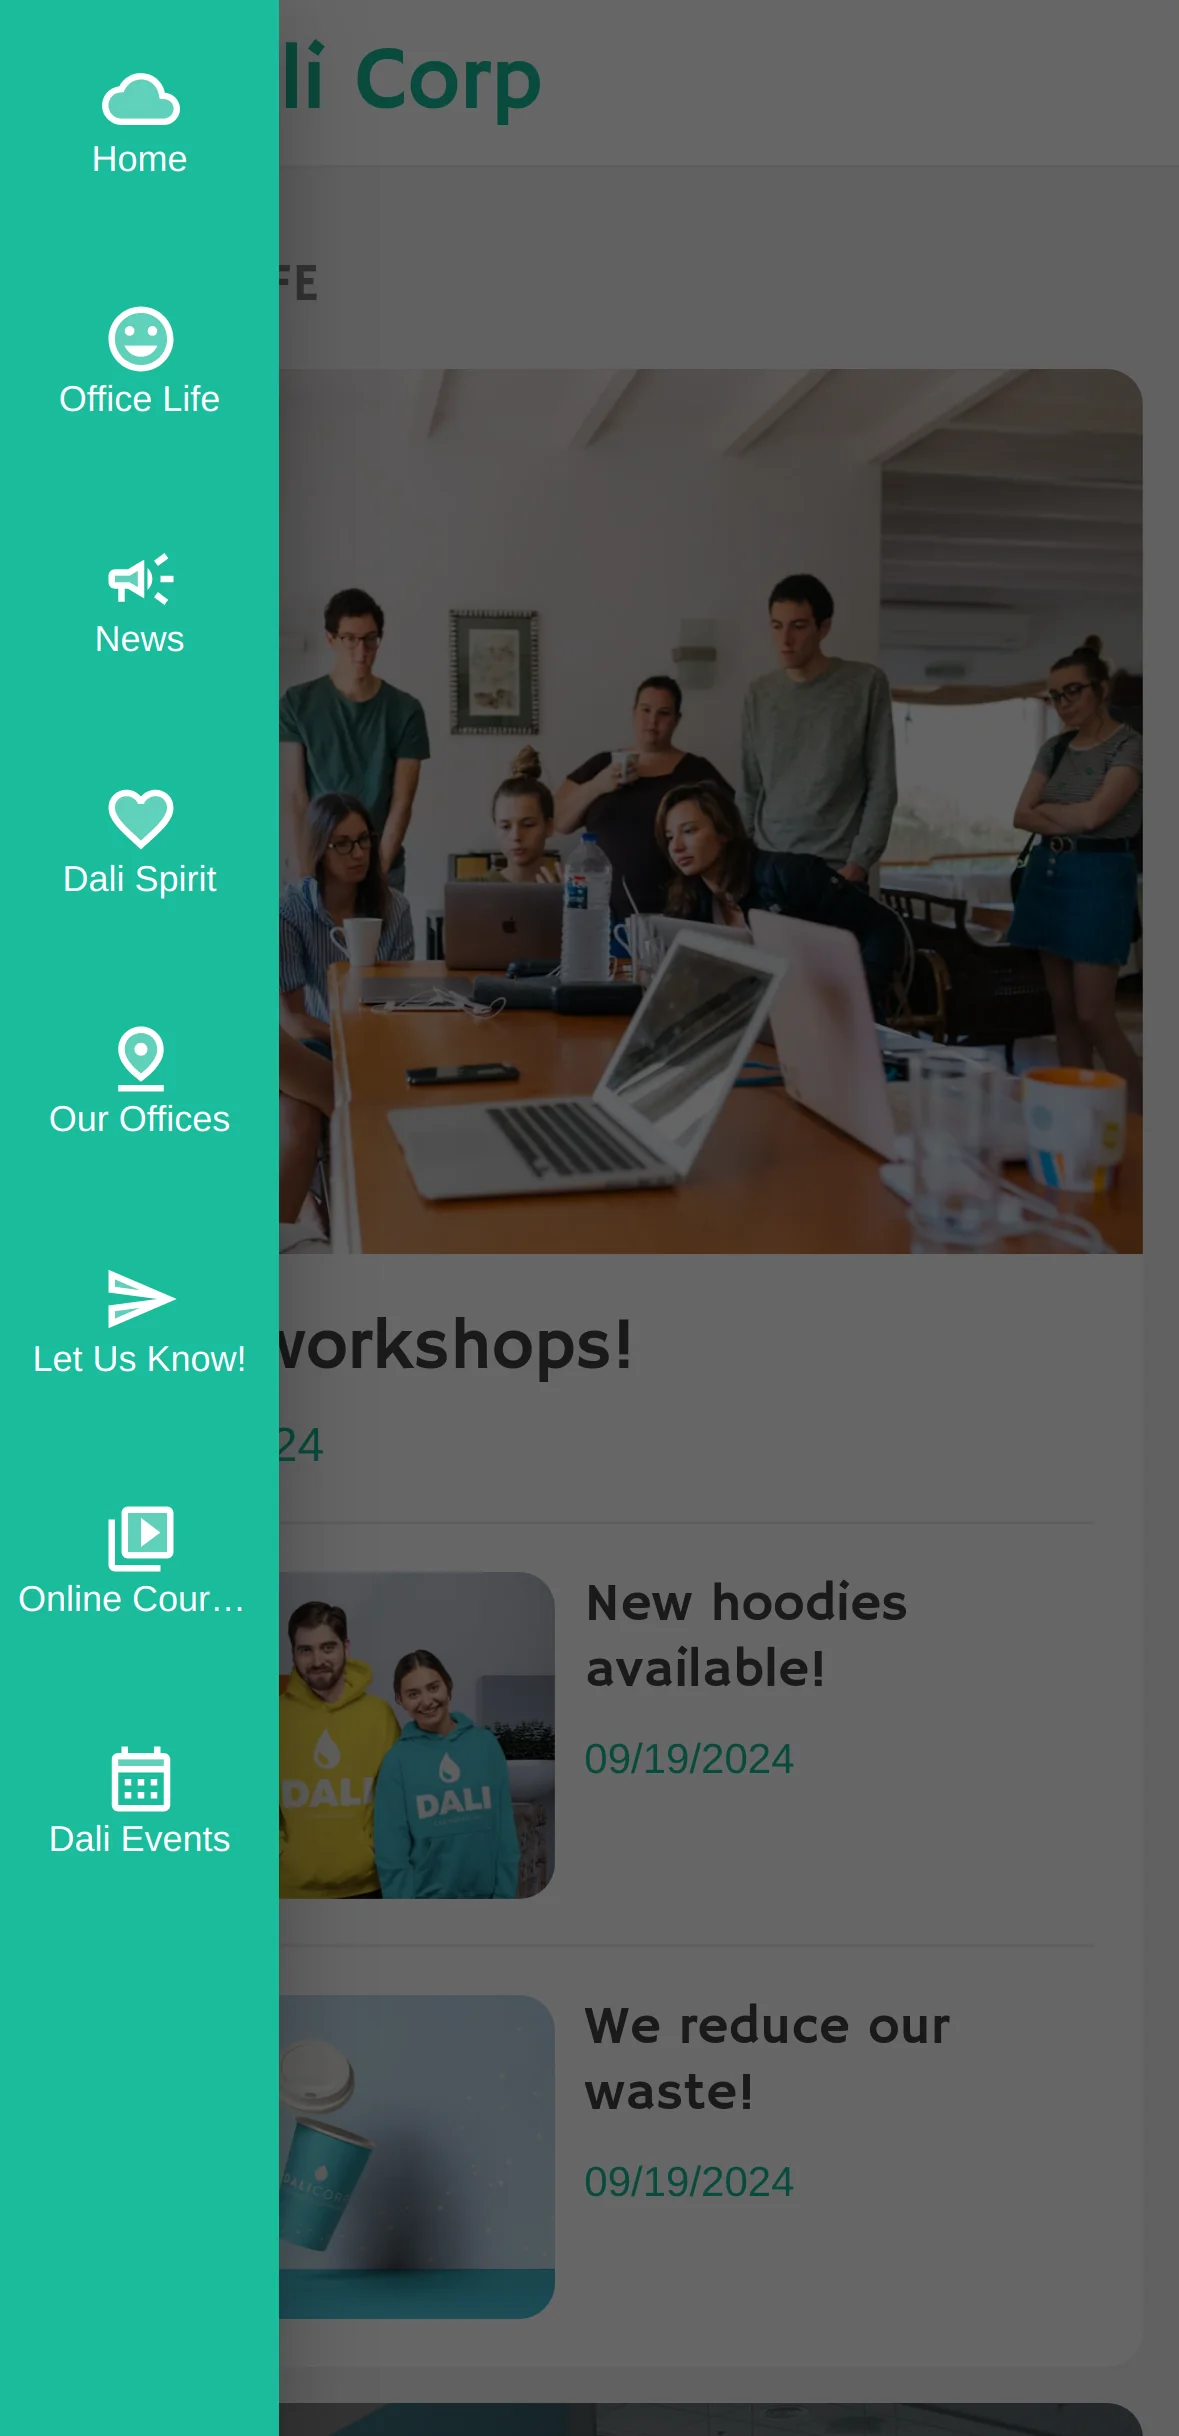 Home
Office Life
News
Dali Spirit
Our Offices
Let Us Know!
Online Cour...
Dali Events
li Corp
FE
workshops!
24
New hoodies
available!
09/19/2024
DALI
DALI
We reduce our
waste!
09/19/2024
DALICORP